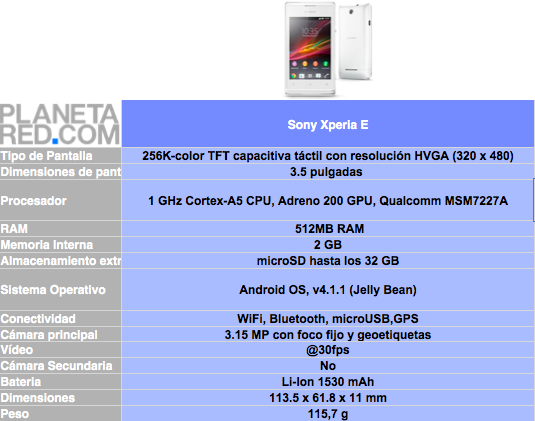 PLANETA
RED.COM
Sony Xperia E
Tipo de Pantalla 256K-color TFT capacitiva táctil con resolución HVGA (320 x 480)
Dimensiones de pant 3.5 pulgadas
Procesador 1 GHz Cortex-A5 CPU, Adreno 200 GPU, Qualcomm MSM7227A
RAM 512MB RAM
Memoria Interna 2 GB
Almacenamiento extr microSD hasta los 32 GB
Sistema Operativo Android OS, v4.1.1 (Jelly Bean)
Conectividad WiFi, Bluetooth, microUSB,GPS
Cámara principal 3.15 MP con foco fijo y geoetiquetas
Vídeo @30fps
Cámara Secundaria No
Bateria Li-Ion 1530 mAh
Dimensiones 113.5 x 61.8 x 11 mm
Peso 115,7 g